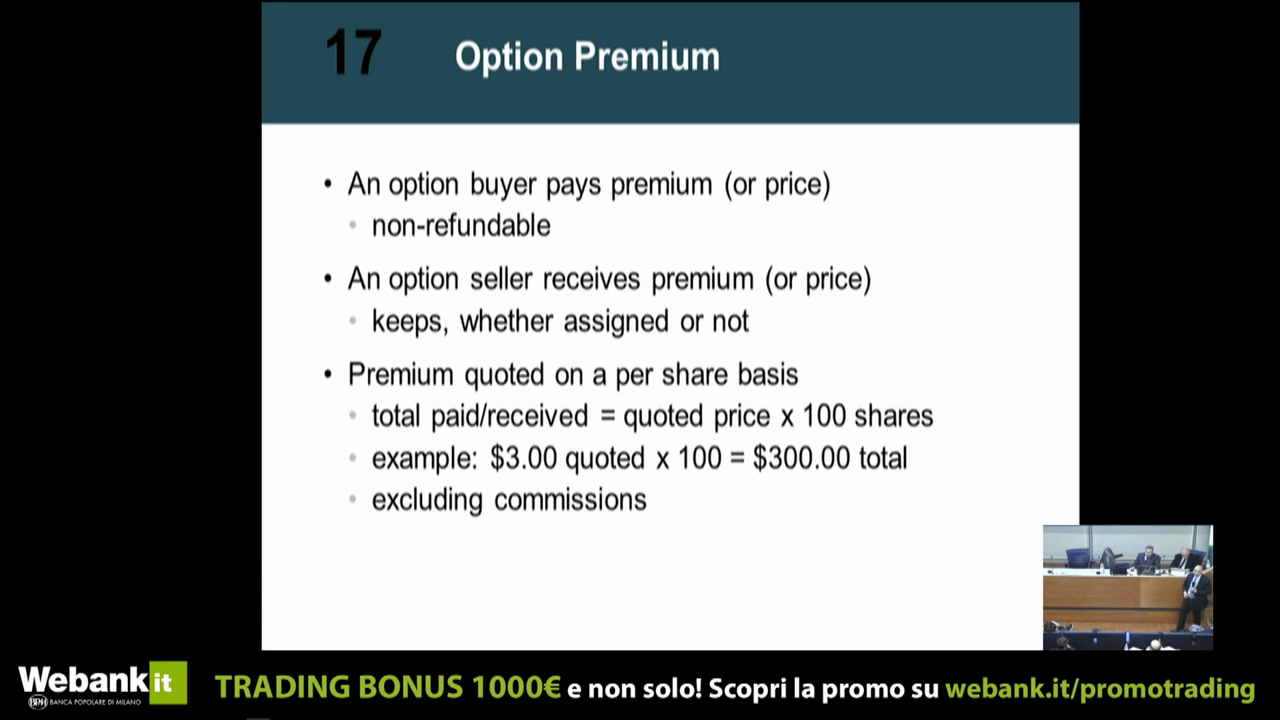 17 Option Premium
• An option buyer pays premium (or price)
• non-refundable
• An option seller receives premium (or price)
• keeps, whether assigned or not
• Premium quoted on a per share basis
• total paid/received = quoted price x 100 shares
• example: $3.00 quoted x 100 = $300.00 total
• excluding commissions
Webank.it
BPM BANCA POPOLARE DI MILANO
TRADING BONUS 1000€ e non solo! Scopri la promo su webank.it/promotrading